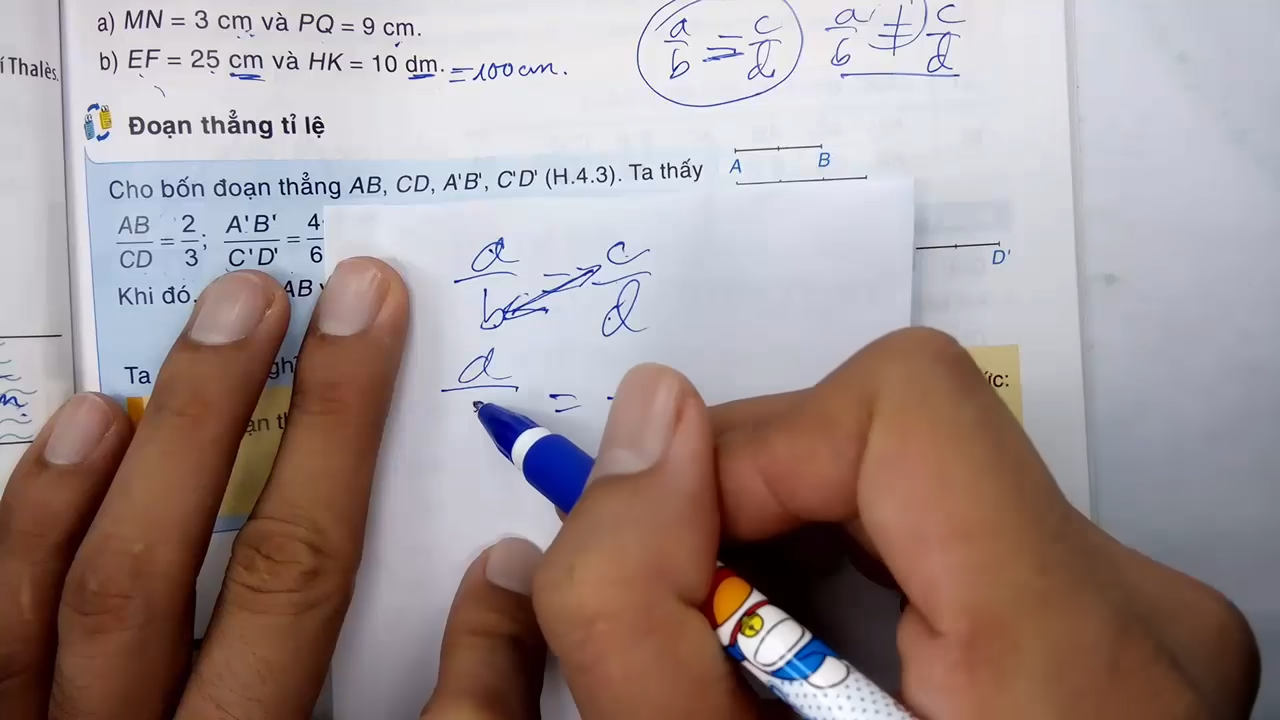 a) MN = 3 cm và PQ = 9 cm.
b) EF = 25 cm và HK = 10 dm. = 100 cm.
a/b = c/d a/b ≠ c/d
í Thalès.
Đoạn thẳng tỉ lệ
Cho bốn đoạn thẳng AB, CD, A'B', C'D' (H.4.3). Ta thấy
A B
AB/CD = 2/3; A'B'/C'D' = 4/6
D'
Khi đó, AB
a/b = c/d
Ta
a =
ức: